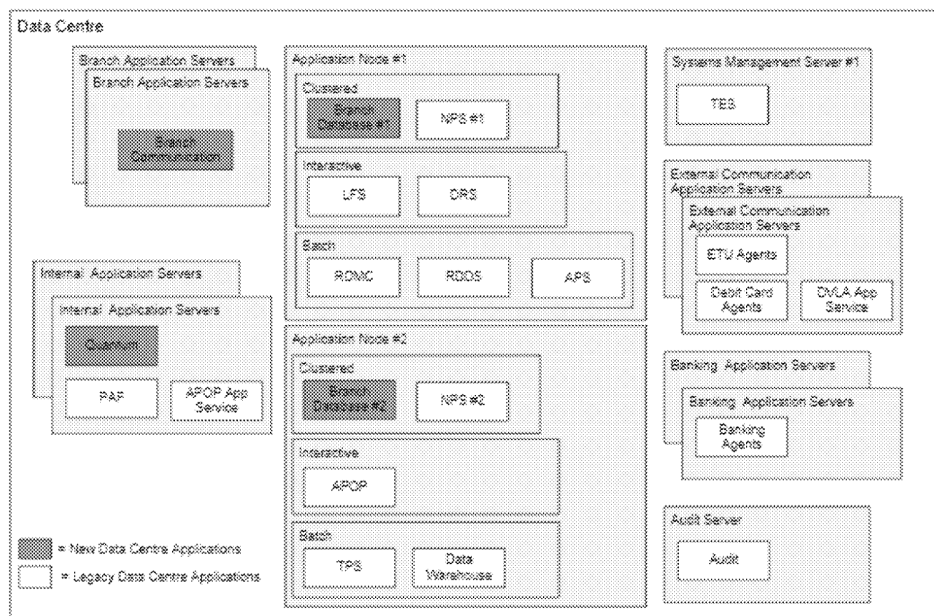 Data Centre
Branch Application Servers
Branch Application Servers
Branch
Communication
Internal Application Servers
Internal Application Servers
Quantum
PAF
APOP App
Service
= New Data Centre Applications
= Legacy Data Centre Applications
Application Node #1
Clustered
Branch
Database #1
NPS #1
Interactive
LFS
DRS
Batch
RDMC
RDDS
APS
Application Node #2
Clustered
Branch
Database #2
NPS #2
Interactive
APOP
Batch
TPS
Data
Warehouse
Systems Management Server #1
TES
External Communication
Application Servers
External Communication
Application Servers
ETU Agents
Debit Card
Agents
DVLA App
Service
Banking Application Servers
Banking Application Servers
Banking
Agents
Audit Server
Audit